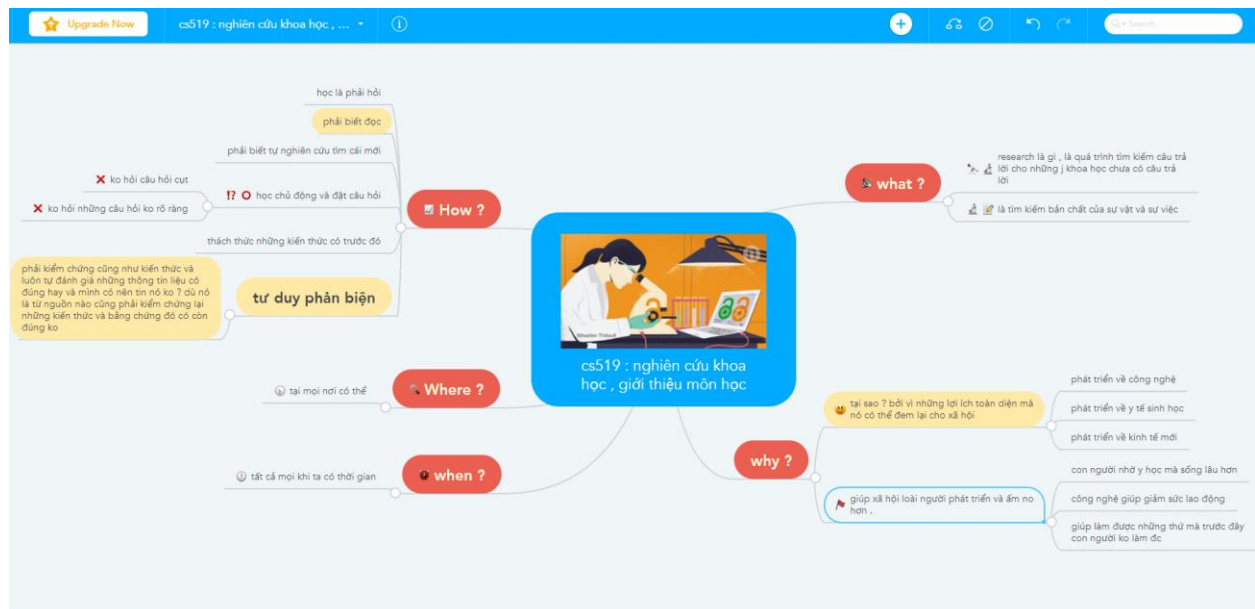 Upgrade Now
cs519 : nghiên cứu khoa học , ...
Search
học là phải hỏi
phải biết đọc
phải biết tự nghiên cứu tìm cái mới
ko hỏi câu hỏi cụt
ko hỏi những câu hỏi ko rõ ràng
!? học chủ động và đặt câu hỏi
thách thức những kiến thức có trước đó
phải kiểm chứng cũng như kiến thức và
luôn tự đánh giá những thông tin liệu có
đúng hay và mình có nên tin nó ko ? dù nó
là từ nguồn nào cũng phải kiểm chứng lại
những kiến thức và bằng chứng đó có còn
đúng ko
tư duy phản biện
How ?
tại mọi nơi có thể
Where ?
tất cả mọi khi ta có thời gian
when ?
Sébastien Thibault
cs519 : nghiên cứu khoa
học , giới thiệu môn học
what ?
research là gì , là quá trình tìm kiếm câu trả
lời cho những j khoa học chưa có câu trả
lời
là tìm kiếm bản chất của sự vật và sự việc
why ?
tại sao ? bởi vì những lợi ích toàn diện mà
nó có thể đem lại cho xã hội
phát triển về công nghệ
phát triển về y tế sinh học
phát triển về kinh tế mới
giúp xã hội loài người phát triển và ấm no
hơn .
con người nhờ y học mà sống lâu hơn
công nghệ giúp giảm sức lao động
giúp làm được những thứ mà trước đây
con người ko làm đc